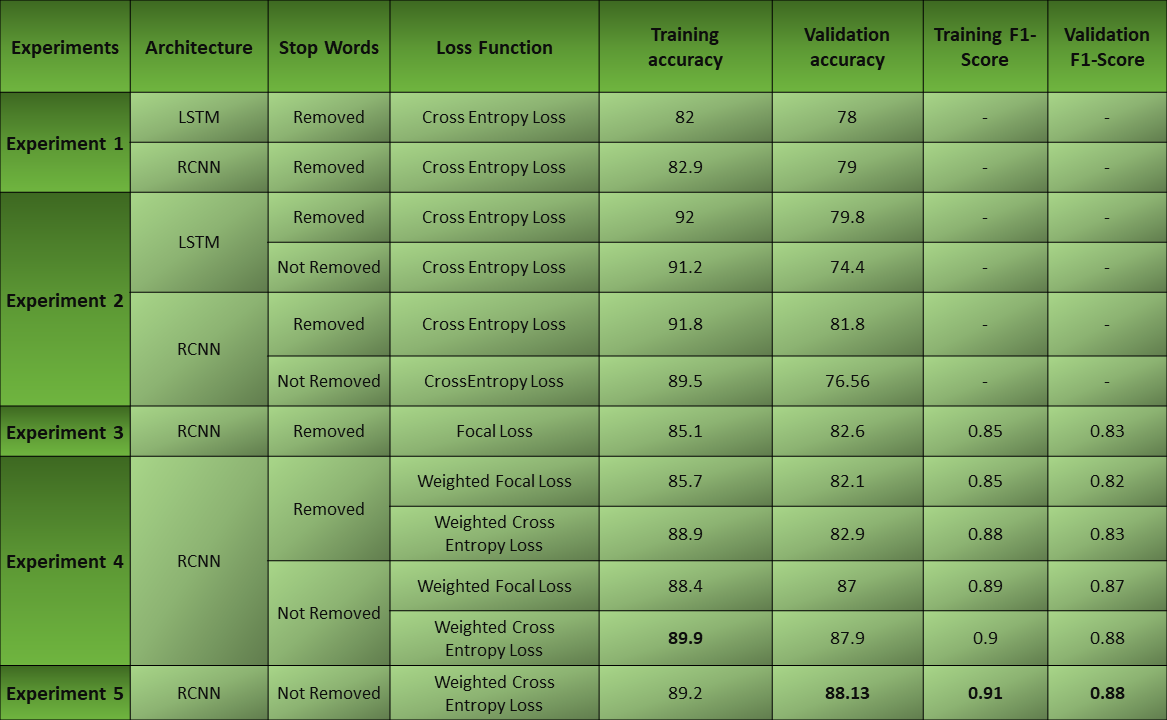 Experiments Architecture Stop Words Loss Function Training accuracy Validation accuracy Training F1-Score Validation F1-Score
Experiment 1 LSTM Removed Cross Entropy Loss 82 78 - -
RCNN Removed Cross Entropy Loss 82.9 79 - -
Experiment 2 LSTM Removed Cross Entropy Loss 92 79.8 - -
Not Removed Cross Entropy Loss 91.2 74.4 - -
RCNN Removed Cross Entropy Loss 91.8 81.8 - -
Not Removed CrossEntropy Loss 89.5 76.56 - -
Experiment 3 RCNN Removed Focal Loss 85.1 82.6 0.85 0.83
Experiment 4 RCNN Removed Weighted Focal Loss 85.7 82.1 0.85 0.82
Weighted Cross Entropy Loss 88.9 82.9 0.88 0.83
Not Removed Weighted Focal Loss 88.4 87 0.89 0.87
Weighted Cross Entropy Loss 89.9 87.9 0.9 0.88
Experiment 5 RCNN Not Removed Weighted Cross Entropy Loss 89.2 88.13 0.91 0.88